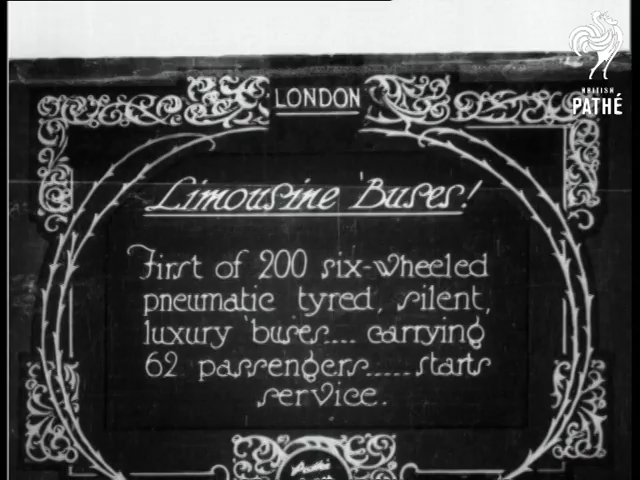 BRITISH
PATHÉ
LONDON
Limousine 'Buses!
First of 200 six-wheeled
pneumatic tyred, silent,
luxury 'buses... carrying
62 passengers..... starts
service.
Pathé